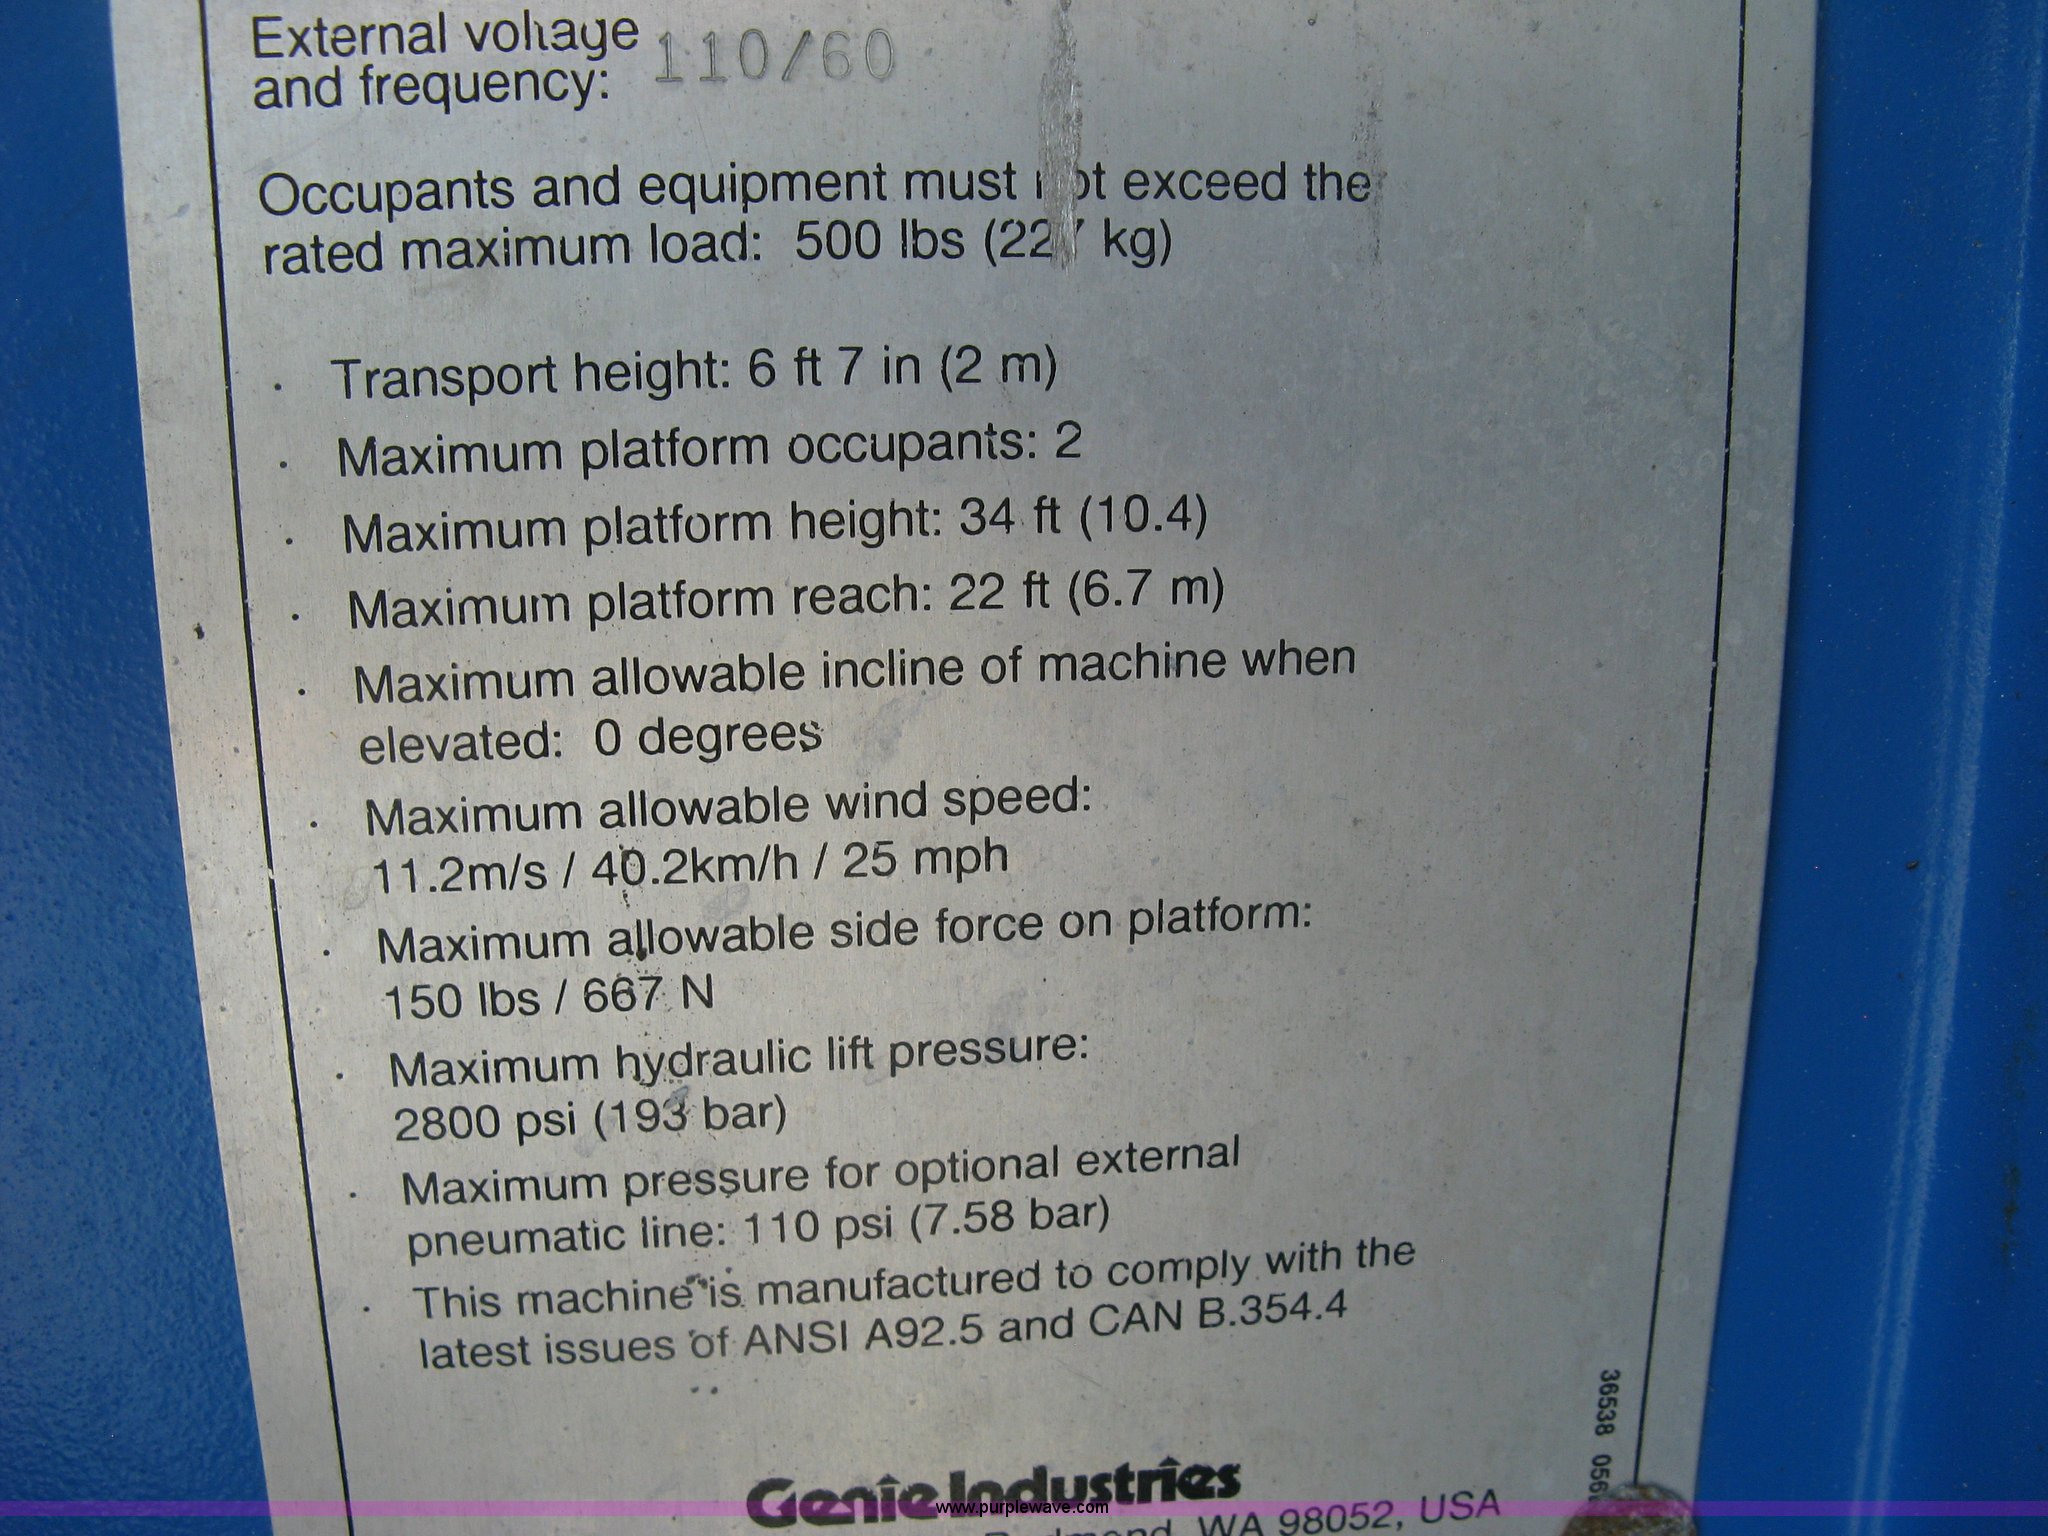 External voltage
and frequency: 110/60
Occupants and equipment must not exceed the
rated maximum load: 500 lbs (227 kg)
· Transport height: 6 ft 7 in (2 m)
· Maximum platform occupants: 2
· Maximum platform height: 34 ft (10.4)
· Maximum platform reach: 22 ft (6.7 m)
· Maximum allowable incline of machine when
elevated: 0 degrees
· Maximum allowable wind speed:
11.2m/s / 40.2km/h / 25 mph
· Maximum allowable side force on platform:
150 lbs / 667 N
· Maximum hydraulic lift pressure:
2800 psi (193 bar)
· Maximum pressure for optional external
pneumatic line: 110 psi (7.58 bar)
· This machine is manufactured to comply with the
latest issues of ANSI A92.5 and CAN B.354.4
36538
Genie Industries
www.purplewave.com
Redmond, WA 98052, USA